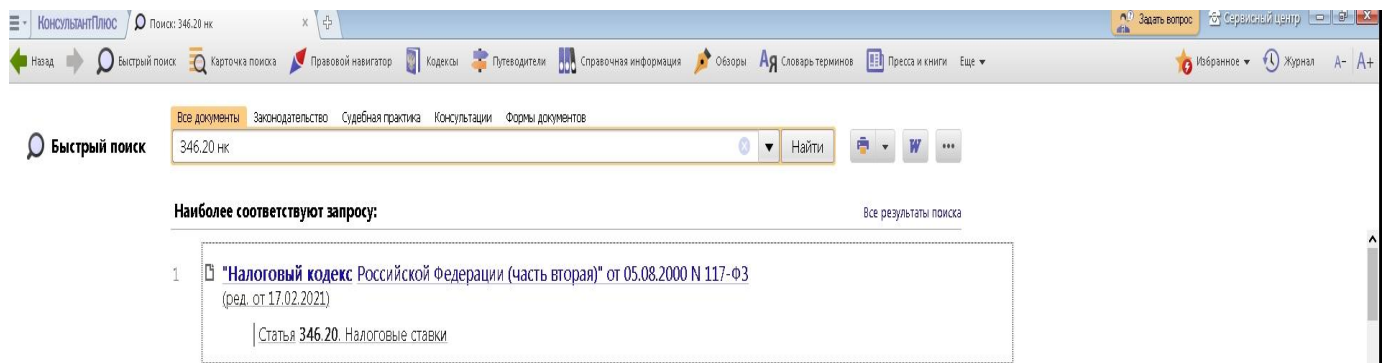 КонсультантПлюс Поиск: 346.20 нк Задать вопрос Сервисный центр
Назад Быстрый поиск Карточка поиска Правовой навигатор Кодексы Путеводители Справочная информация Обзоры Ая Словарь терминов Пресса и книги Еще Избранное Журнал А- А+
Все документы Законодательство Судебная практика Консультации Формы документов
Быстрый поиск 346.20 нк Найти W
Наиболее соответствуют запросу: Все результаты поиска
1 "Налоговый кодекс Российской Федерации (часть вторая)" от 05.08.2000 N 117-ФЗ
(ред. от 17.02.2021)
Статья 346.20. Налоговые ставки